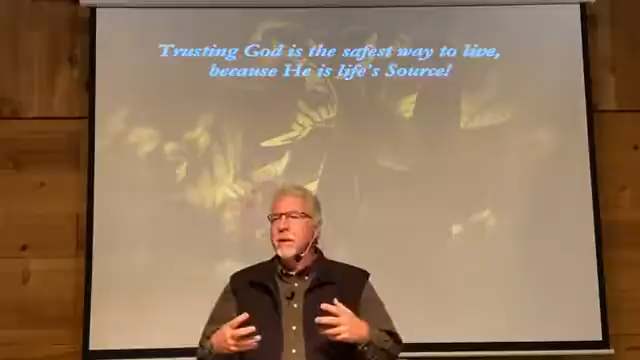 Trusting God is the safest way to live,
because He is life's Source!